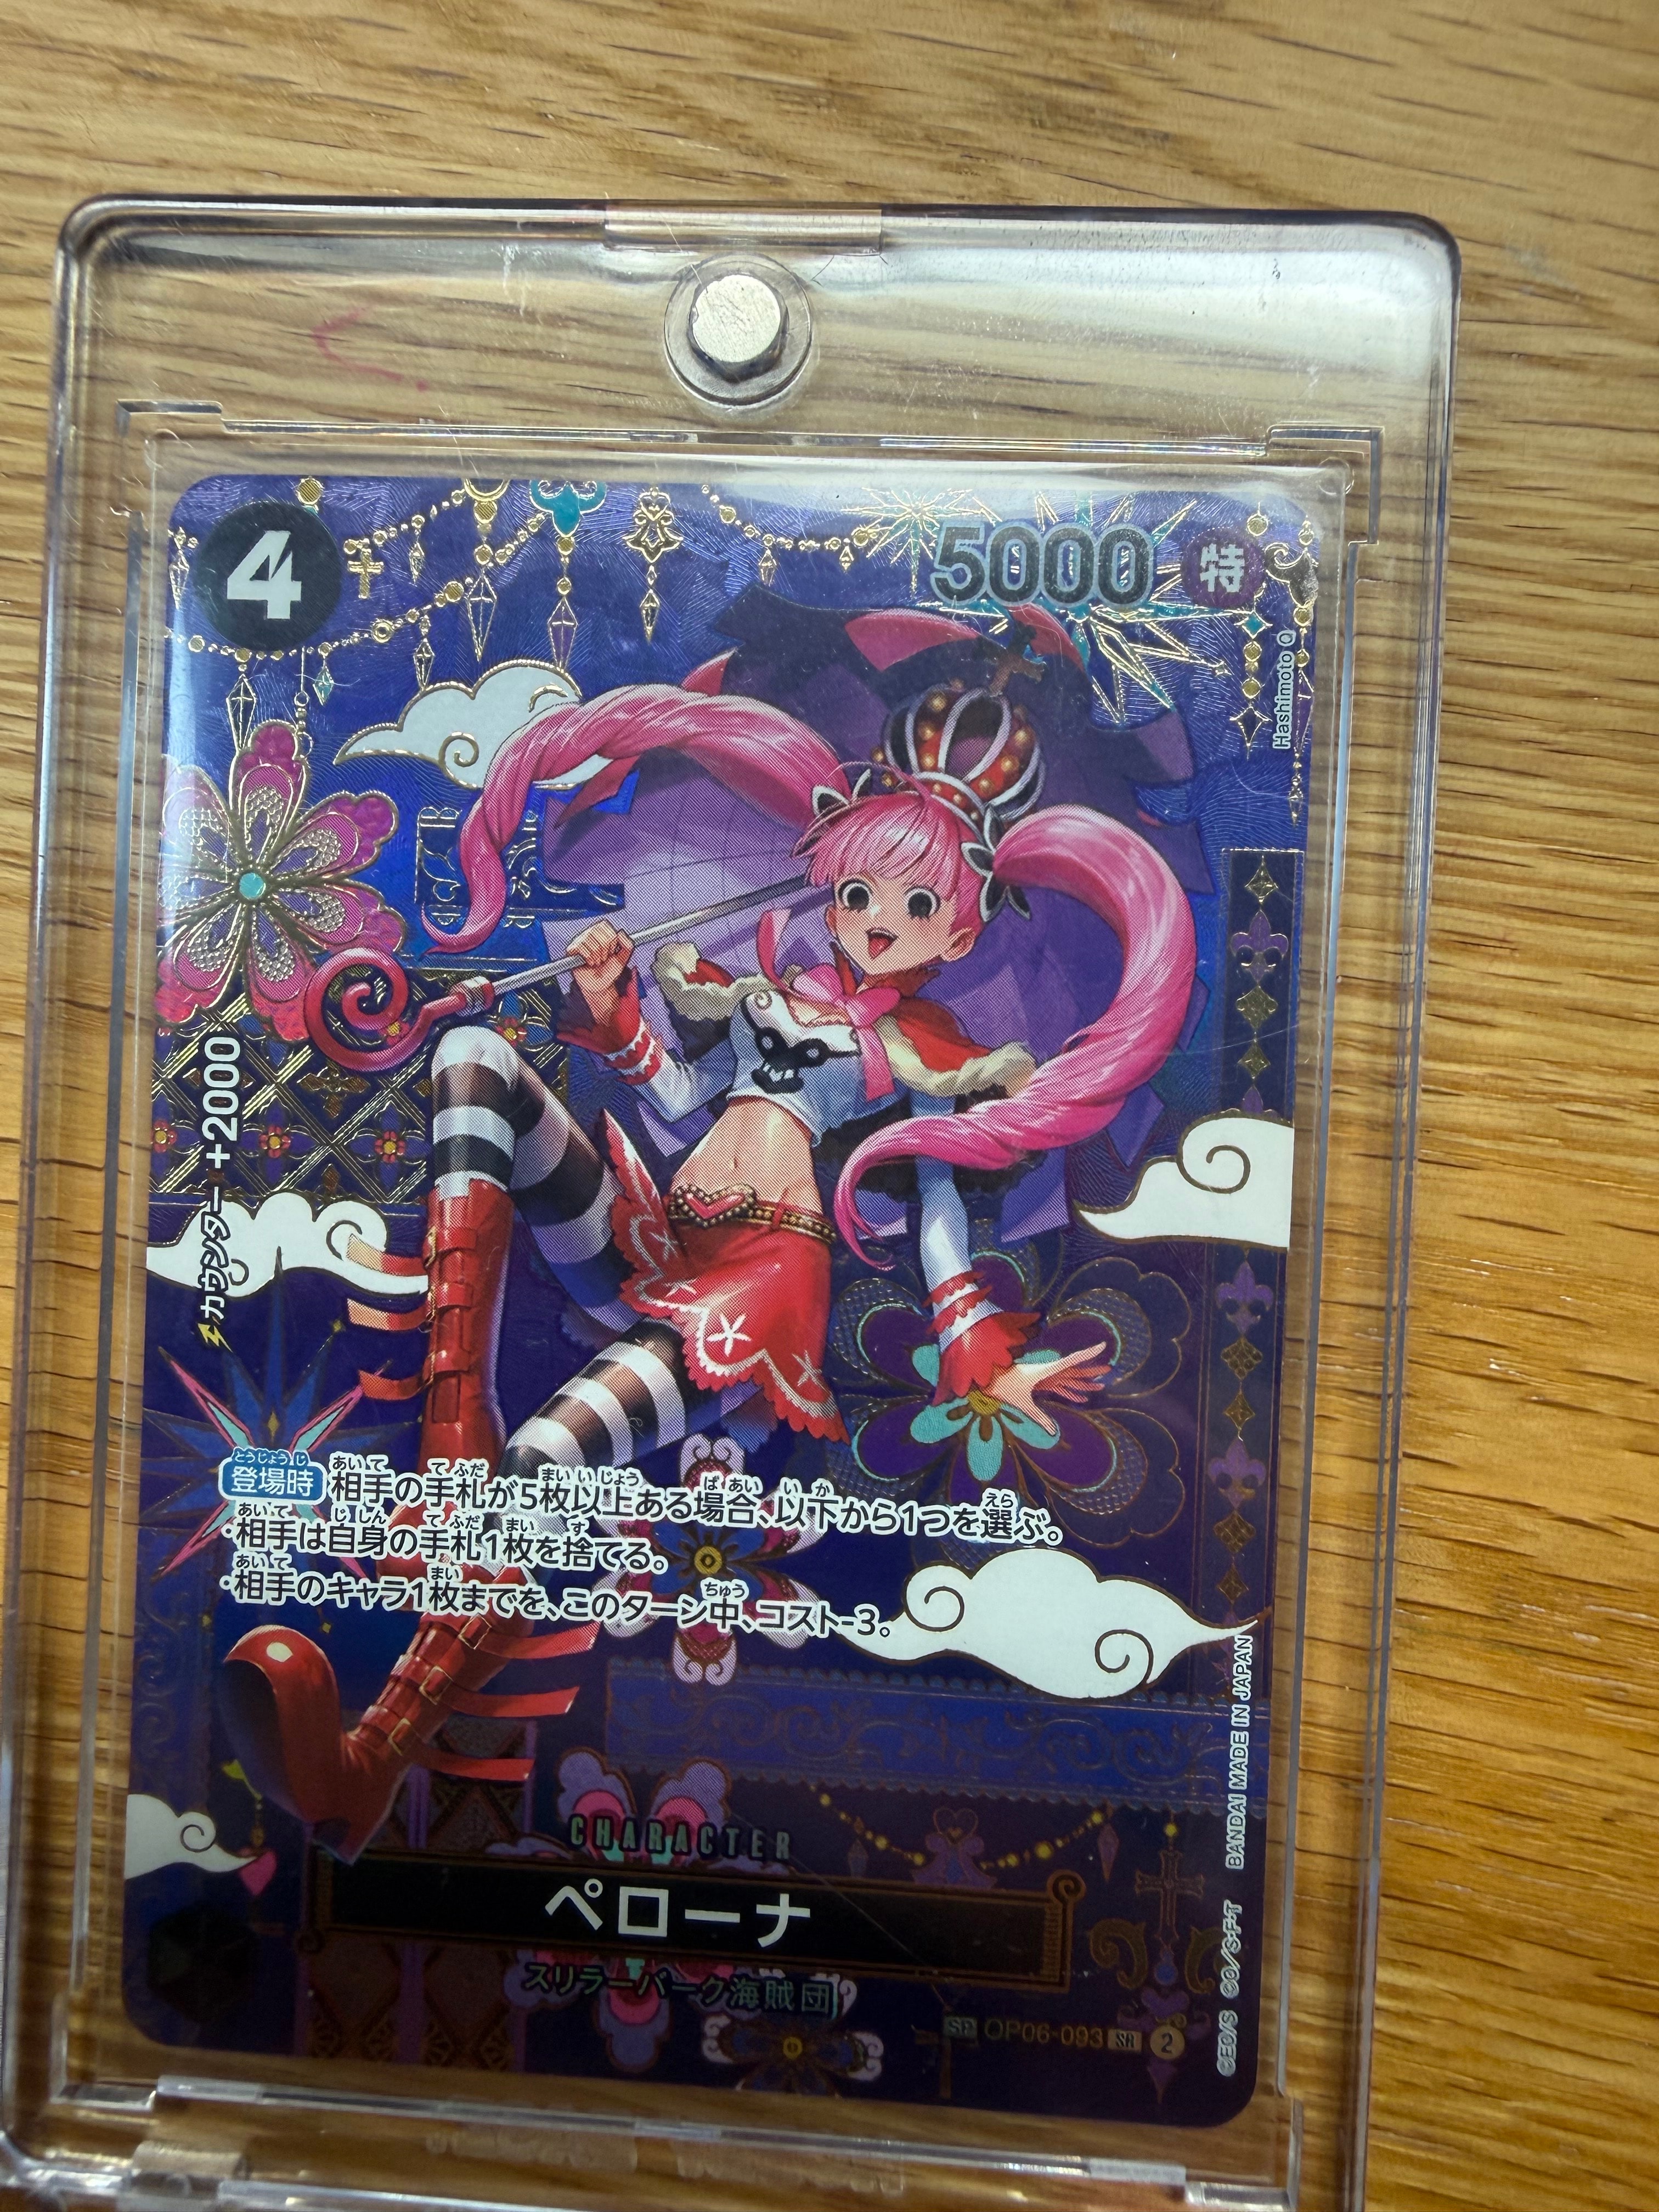 4
5000
特
Hashimoto Q
カウンター+2000
登場時 相手の手札が5枚以上ある場合、以下から1つを選ぶ。
・相手は自身の手札1枚を捨てる。
・相手のキャラ1枚までを、このターン中、コスト-3。
CHARACTER
ペローナ
スリラーバーク海賊団
SP OP06-093 SR 2
BANDAI MADE IN JAPAN
©EO/S ©O/S・F・T